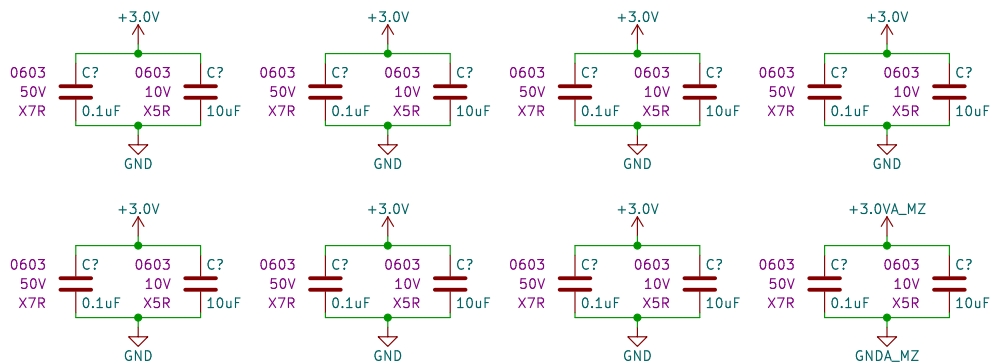 +3.0V +3.0V +3.0V +3.0V
0603 C? 0603 C? 0603 C? 0603 C? 0603 C? 0603 C? 0603 C? 0603 C?
50V 10V 50V 10V 50V 10V 50V 10V
X7R 0.1uF X5R 10uF X7R 0.1uF X5R 10uF X7R 0.1uF X5R 10uF X7R 0.1uF X5R 10uF
GND GND GND GND
+3.0V +3.0V +3.0V +3.0VA_MZ
0603 C? 0603 C? 0603 C? 0603 C? 0603 C? 0603 C? 0603 C? 0603 C?
50V 10V 50V 10V 50V 10V 50V 10V
X7R 0.1uF X5R 10uF X7R 0.1uF X5R 10uF X7R 0.1uF X5R 10uF X7R 0.1uF X5R 10uF
GND GND GND GNDA_MZ